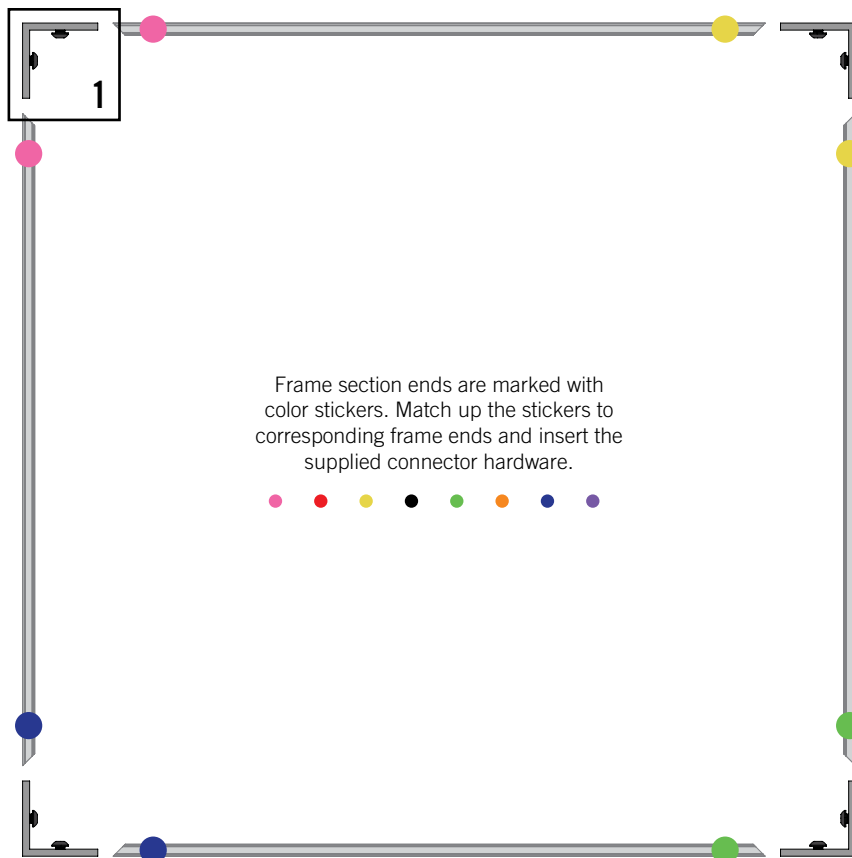 1
Frame section ends are marked with
color stickers. Match up the stickers to
corresponding frame ends and insert the
supplied connector hardware.